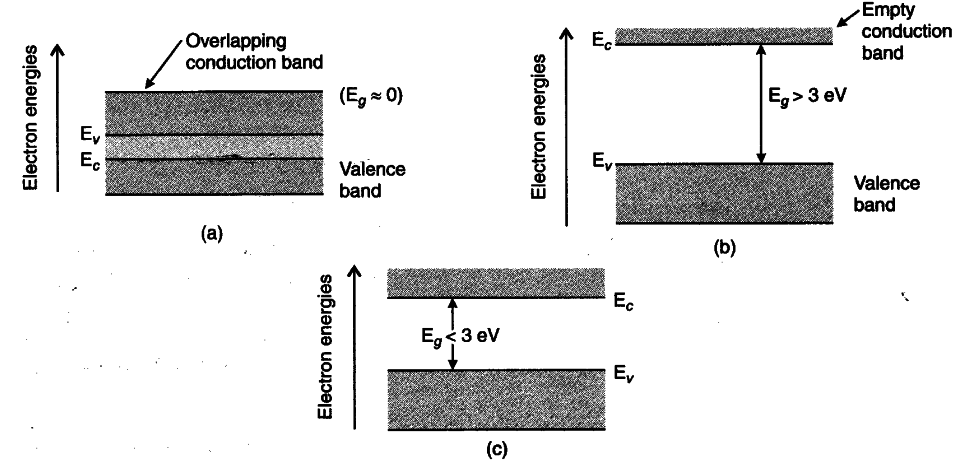 Electron energies
Overlapping
conduction band
(E_g ≈ 0)
E_v
E_c
Valence
band
(a)
Electron energies
E_c
Empty
conduction
band
E_g > 3 eV
E_v
Valence
band
(b)
Electron energies
E_c
E_g < 3 eV
E_v
(c)